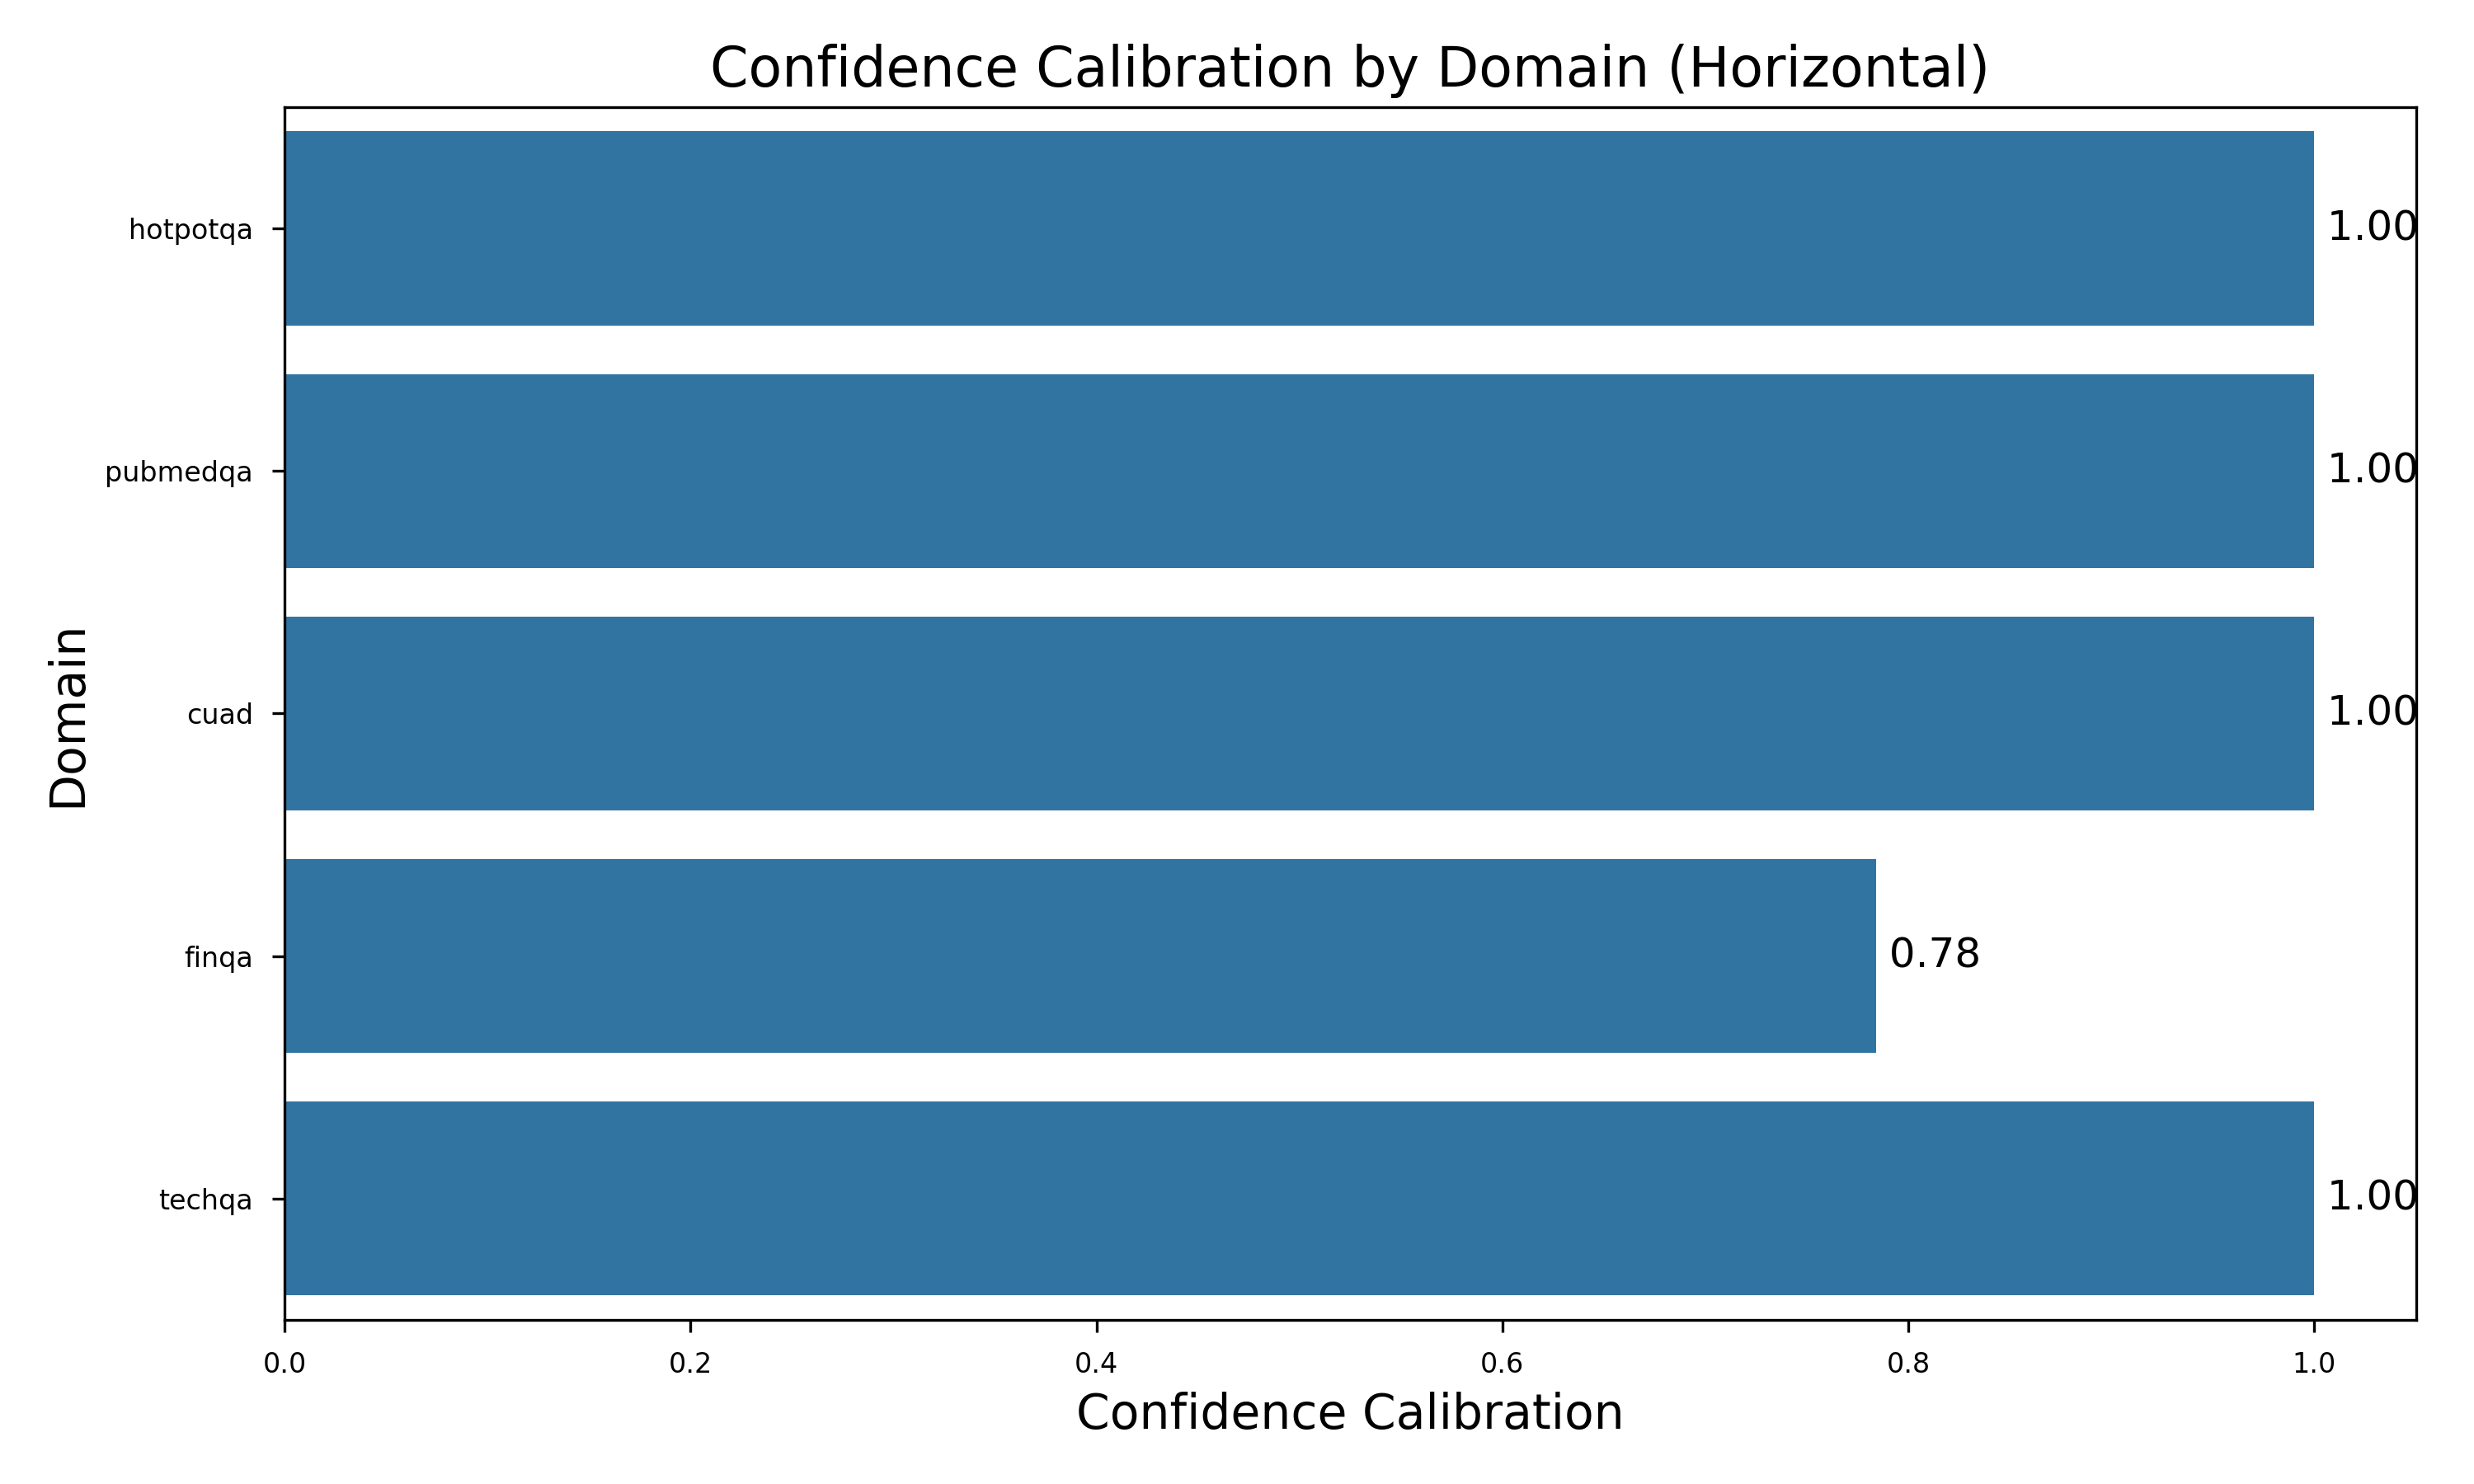 Confidence Calibration by Domain (Horizontal)
hotpotqa
1.00
pubmedqa
1.00
cuad
1.00
finqa
0.78
techqa
1.00
Domain
0.0 0.2 0.4 0.6 0.8 1.0
Confidence Calibration